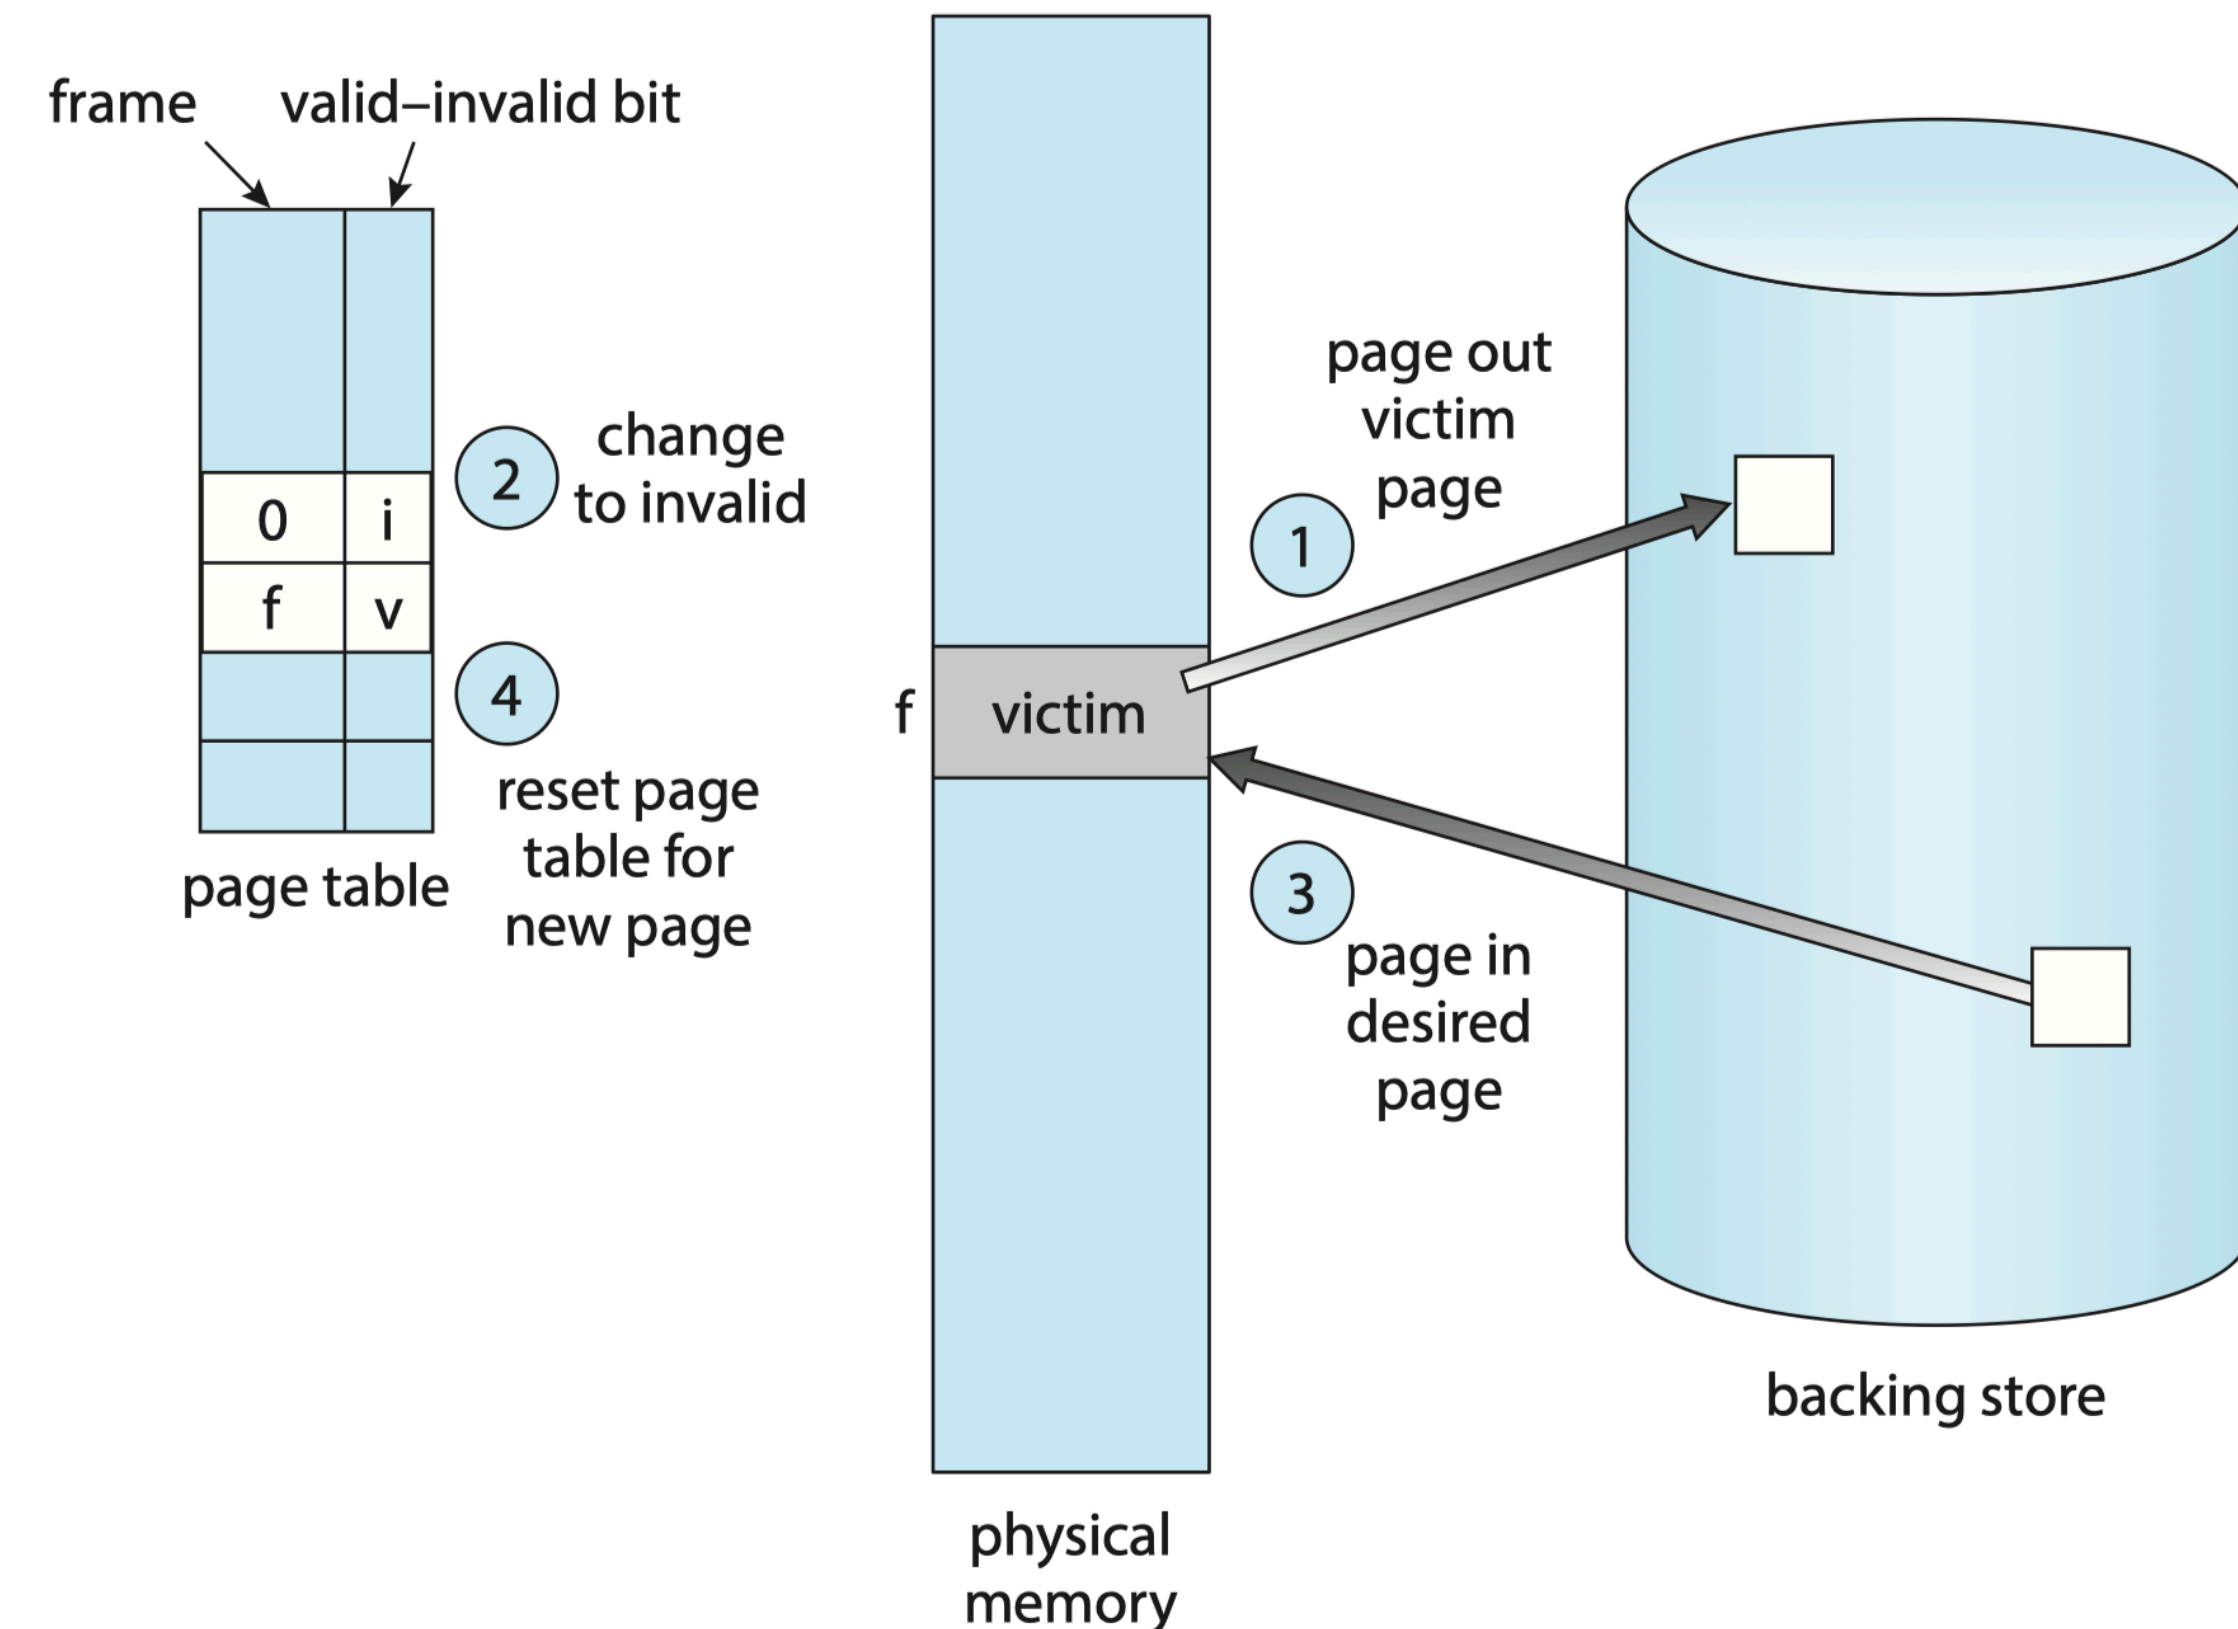 frame
valid–invalid bit
0 i
f v
page table
2
change
to invalid
4
reset page
table for
new page
f
victim
physical
memory
1
page out
victim
page
3
page in
desired
page
backing store